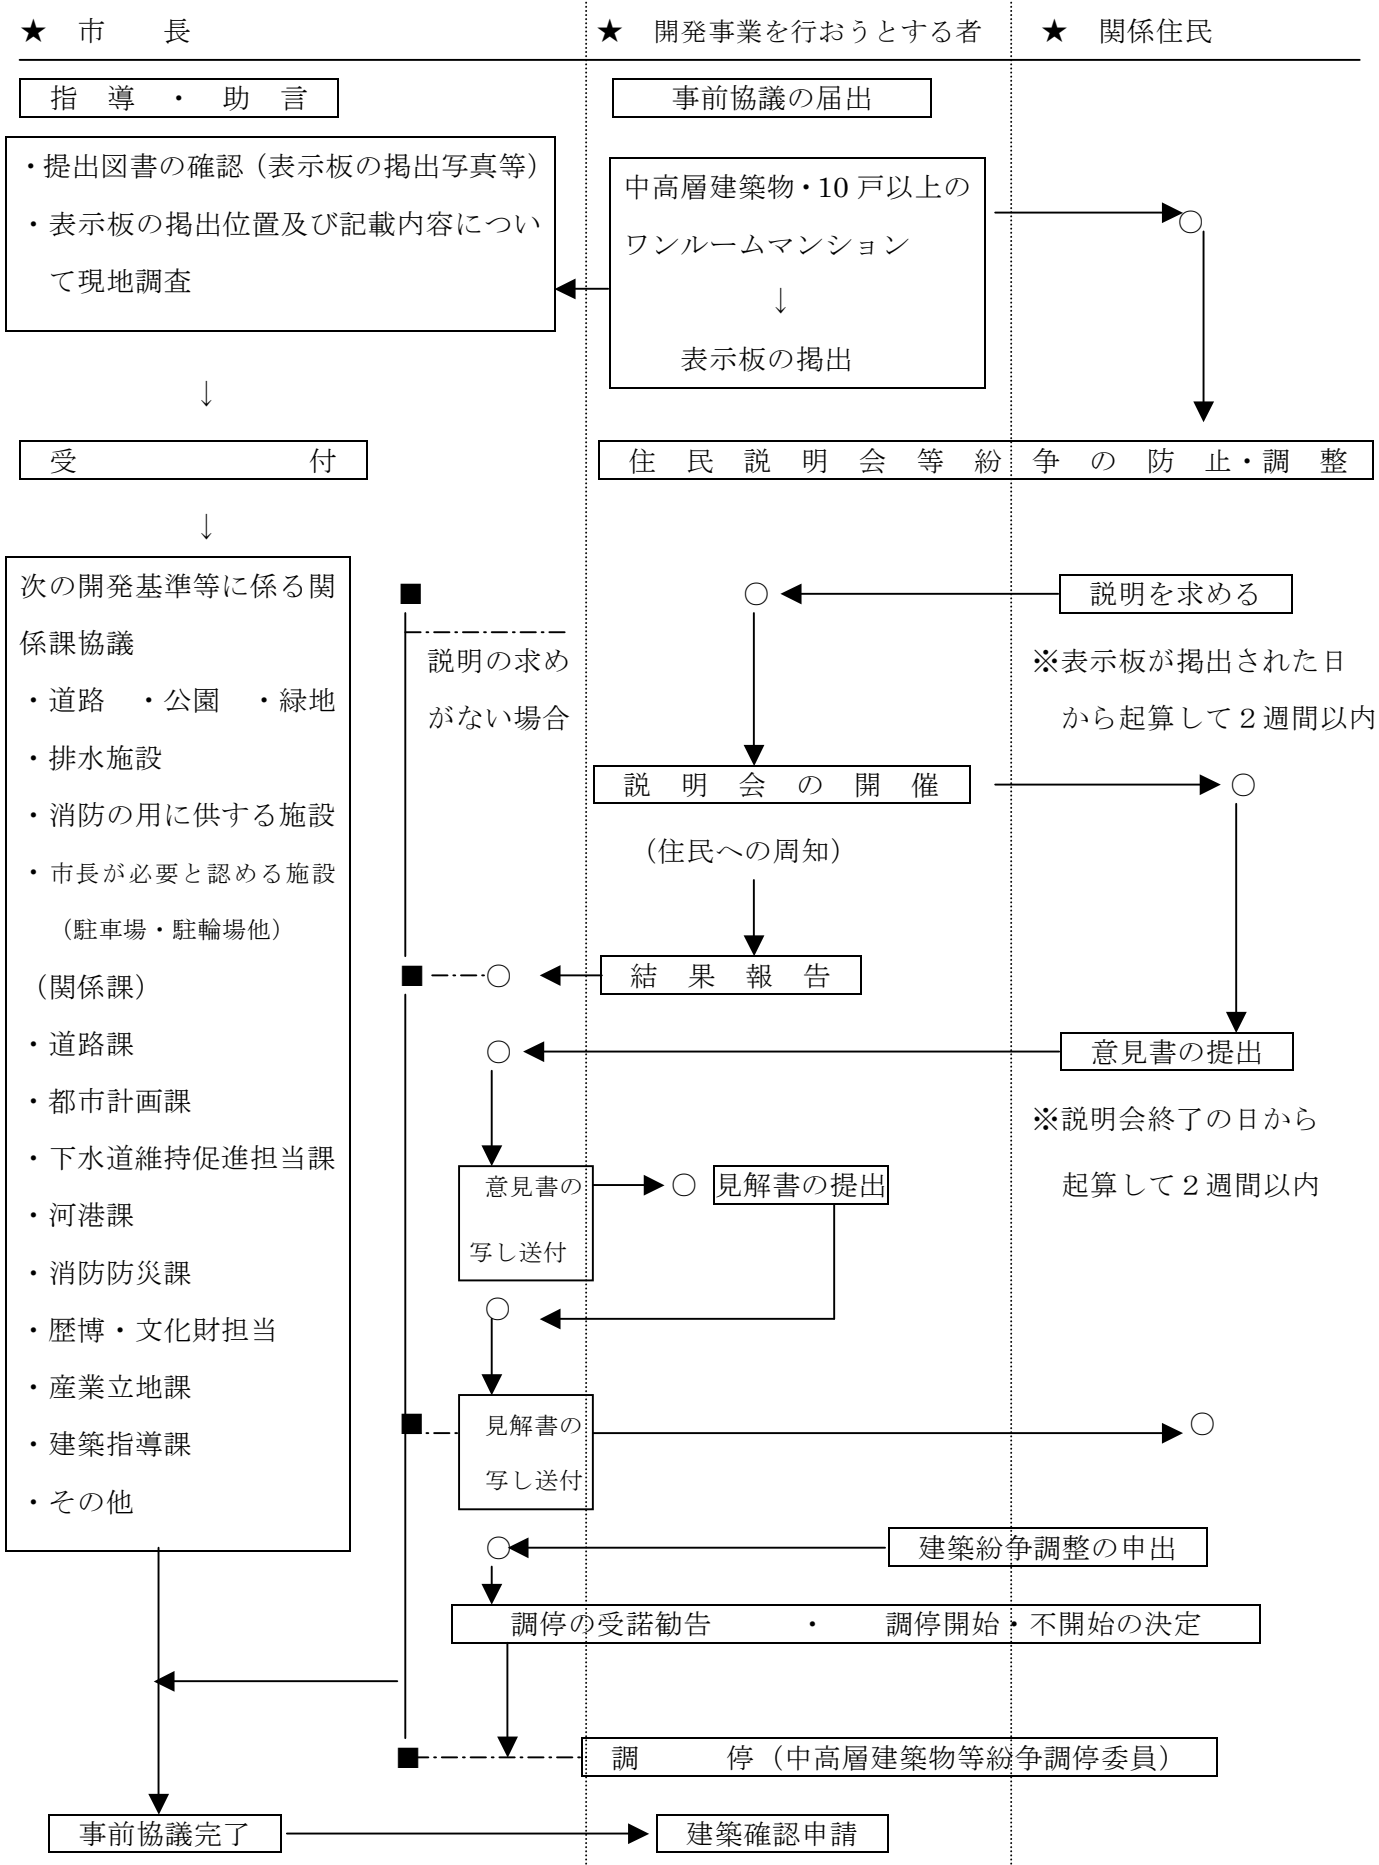 ★　市　　長
★　開発事業を行おうとする者
★　関係住民
指　導　・　助　言
事前協議の届出
・提出図書の確認（表示板の掲出写真等）
・表示板の掲出位置及び記載内容につい
て現地調査
中高層建築物・10 戸以上の
ワンルームマンション
↓
表示板の掲出
↓
受　　　　　　　　付
住　民　説　明　会　等　紛　争　の　防　止・調　整
↓
次の開発基準等に係る関
係課協議
・道路　・公園　・緑地
・排水施設
・消防の用に供する施設
・市長が必要と認める施設
（駐車場・駐輪場他）
（関係課）
・道路課
・都市計画課
・下水道維持促進担当課
・河港課
・消防防災課
・歴博・文化財担当
・産業立地課
・建築指導課
・その他
■
○
説明を求める
説明の求め
がない場合
※表示板が掲出された日
から起算して２週間以内
説　明　会　の　開　催
○
（住民への周知）
■
○
結　果　報　告
○
意見書の提出
※説明会終了の日から
起算して２週間以内
意見書の
写し送付
○
見解書の提出
○
■
見解書の
写し送付
○
○
建築紛争調整の申出
調停の受諾勧告　　　・　　調停開始・不開始の決定
■
調　　　停（中高層建築物等紛争調停委員）
事前協議完了
建築確認申請